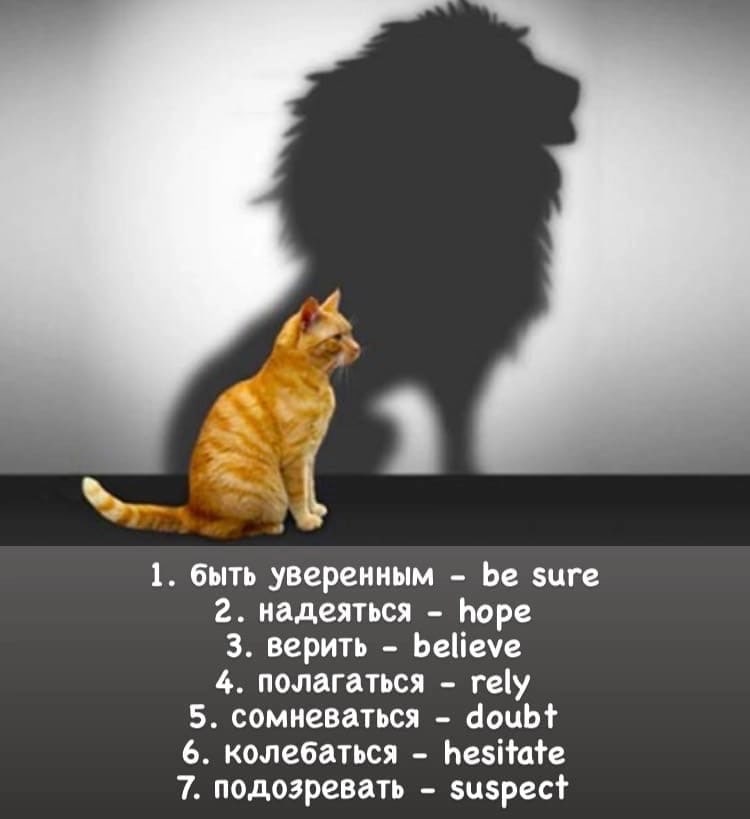 1. быть уверенным – be sure
2. надеяться – hope
3. верить – believe
4. полагаться – rely
5. сомневаться – doubt
6. колебаться – hesitate
7. подозревать – suspect